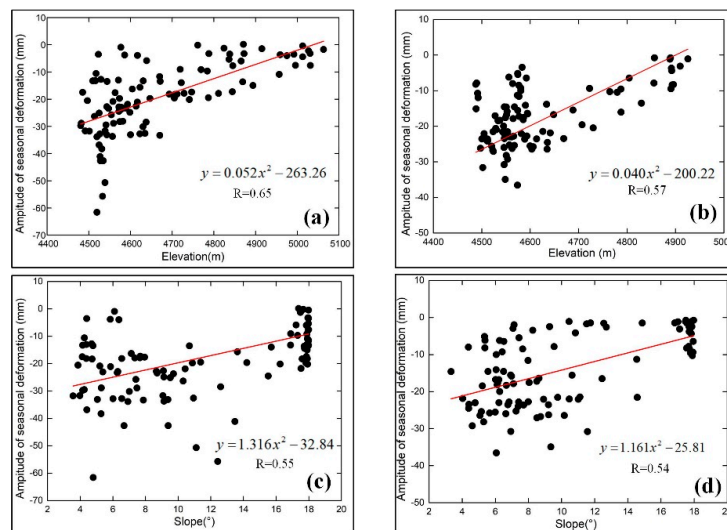 Ampitude of seasonal deformation (mm)
0
-10
-20
-30
-40
-50
-60
-70
y = 0.052x² − 263.26
R=0.65
(a)
4400 4500 4600 4700 4800 4900 5000 5100
Elevation(m)
Ampitude of seasonal deformation (mm)
0
-10
-20
-30
-40
-50
y = 0.040x² − 200.22
R=0.57
(b)
4400 4500 4600 4700 4800 4900
Elevation (m)
Ampitude of seasonal deformation (mm)
0
-10
-20
-30
-40
-50
-60
-70
y = 1.316x² − 32.84
R=0.55
(c)
4 6 8 10 12 14 16 18 20
Slope(°)
Ampitude of seasonal deformation (mm)
0
-10
-20
-30
-40
-50
y = 1.161x² − 25.81
R=0.54
(d)
2 4 6 8 10 12 14 16 18
Slope(°)